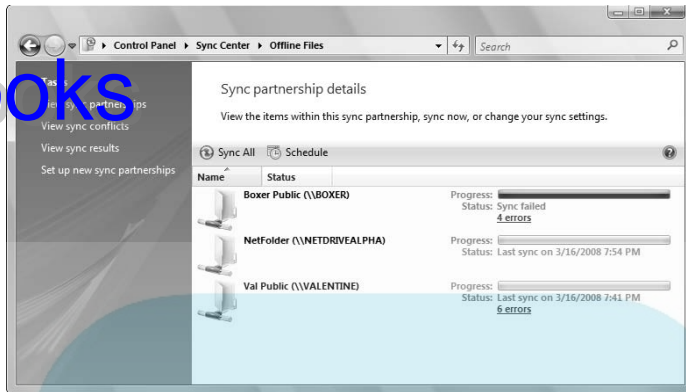 Control Panel ▸ Sync Center ▸ Offline Files
Search
ooks
Tasks
View sync partnerships
View sync conflicts
View sync results
Set up new sync partnerships
Sync partnership details
View the items within this sync partnership, sync now, or change your sync settings.
Sync All Schedule
Name Status
Boxer Public (\\BOXER) Progress:
Status: Sync failed
4 errors
NetFolder (\\NETDRIVEALPHA) Progress:
Status: Last sync on 3/16/2008 7:54 PM
Val Public (\\VALENTINE) Progress:
Status: Last sync on 3/16/2008 7:41 PM
6 errors